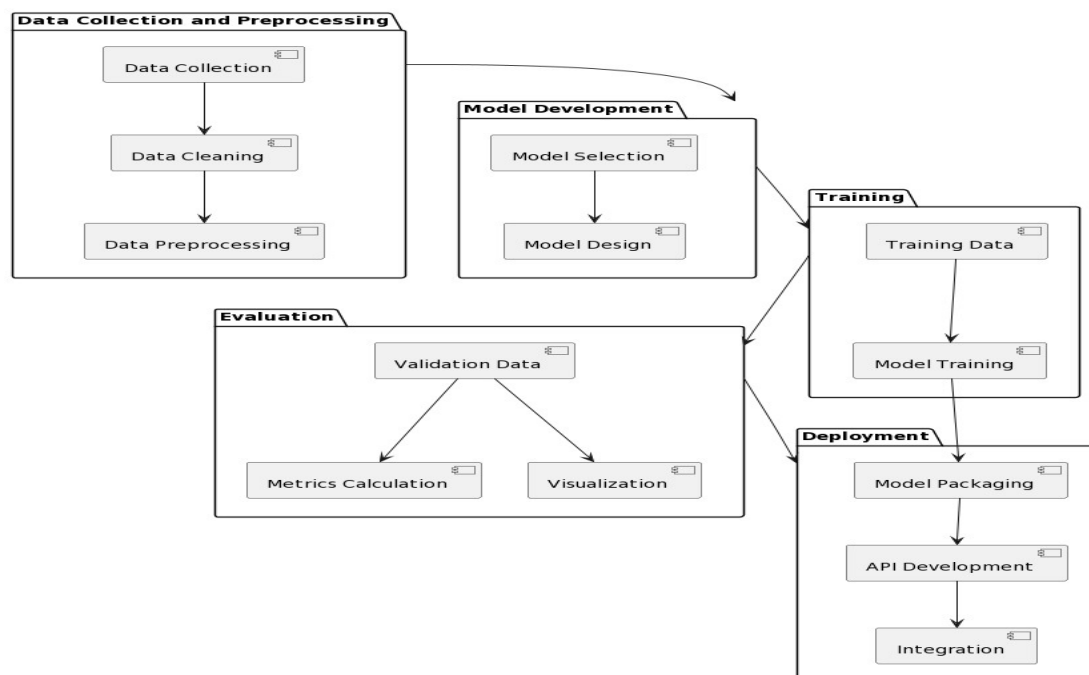 Data Collection and Preprocessing
Data Collection
Data Cleaning
Data Preprocessing
Model Development
Model Selection
Model Design
Training
Training Data
Model Training
Evaluation
Validation Data
Metrics Calculation
Visualization
Deployment
Model Packaging
API Development
Integration